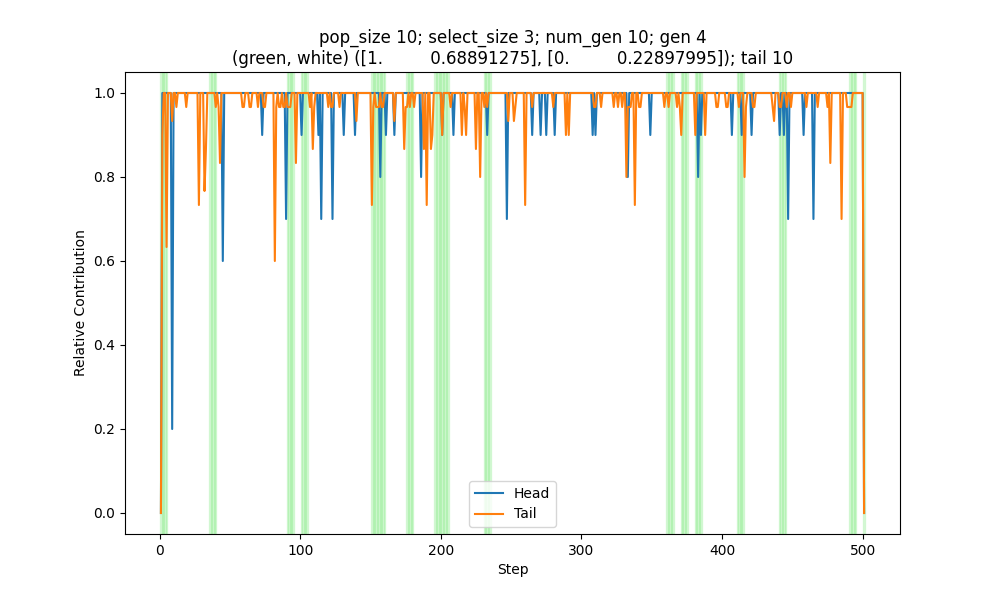 pop_size 10; select_size 3; num_gen 10; gen 4
(green, white) ([1.          0.68891275], [0.          0.22897995]); tail 10
Relative Contribution
1.0
0.8
0.6
0.4
0.2
0.0
Head
Tail
0
100
200
300
400
500
Step